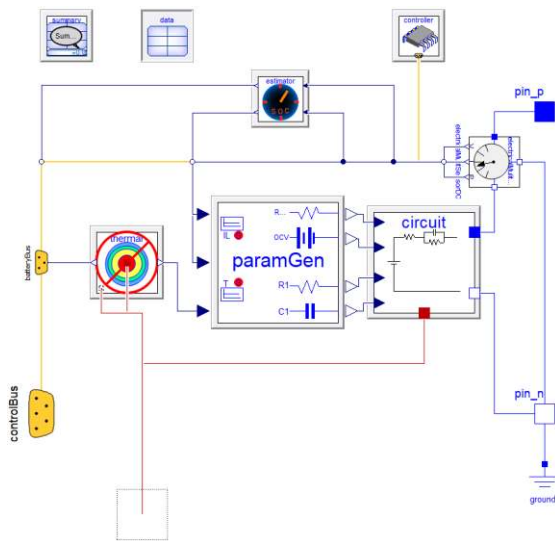 summary
data
controller
Sum...
estimator
SOC
pin_p
R...
IL
OCV
circuit
thermal
paramGen
batteryBus
T
R1
C1
controlBus
pin_n
ground